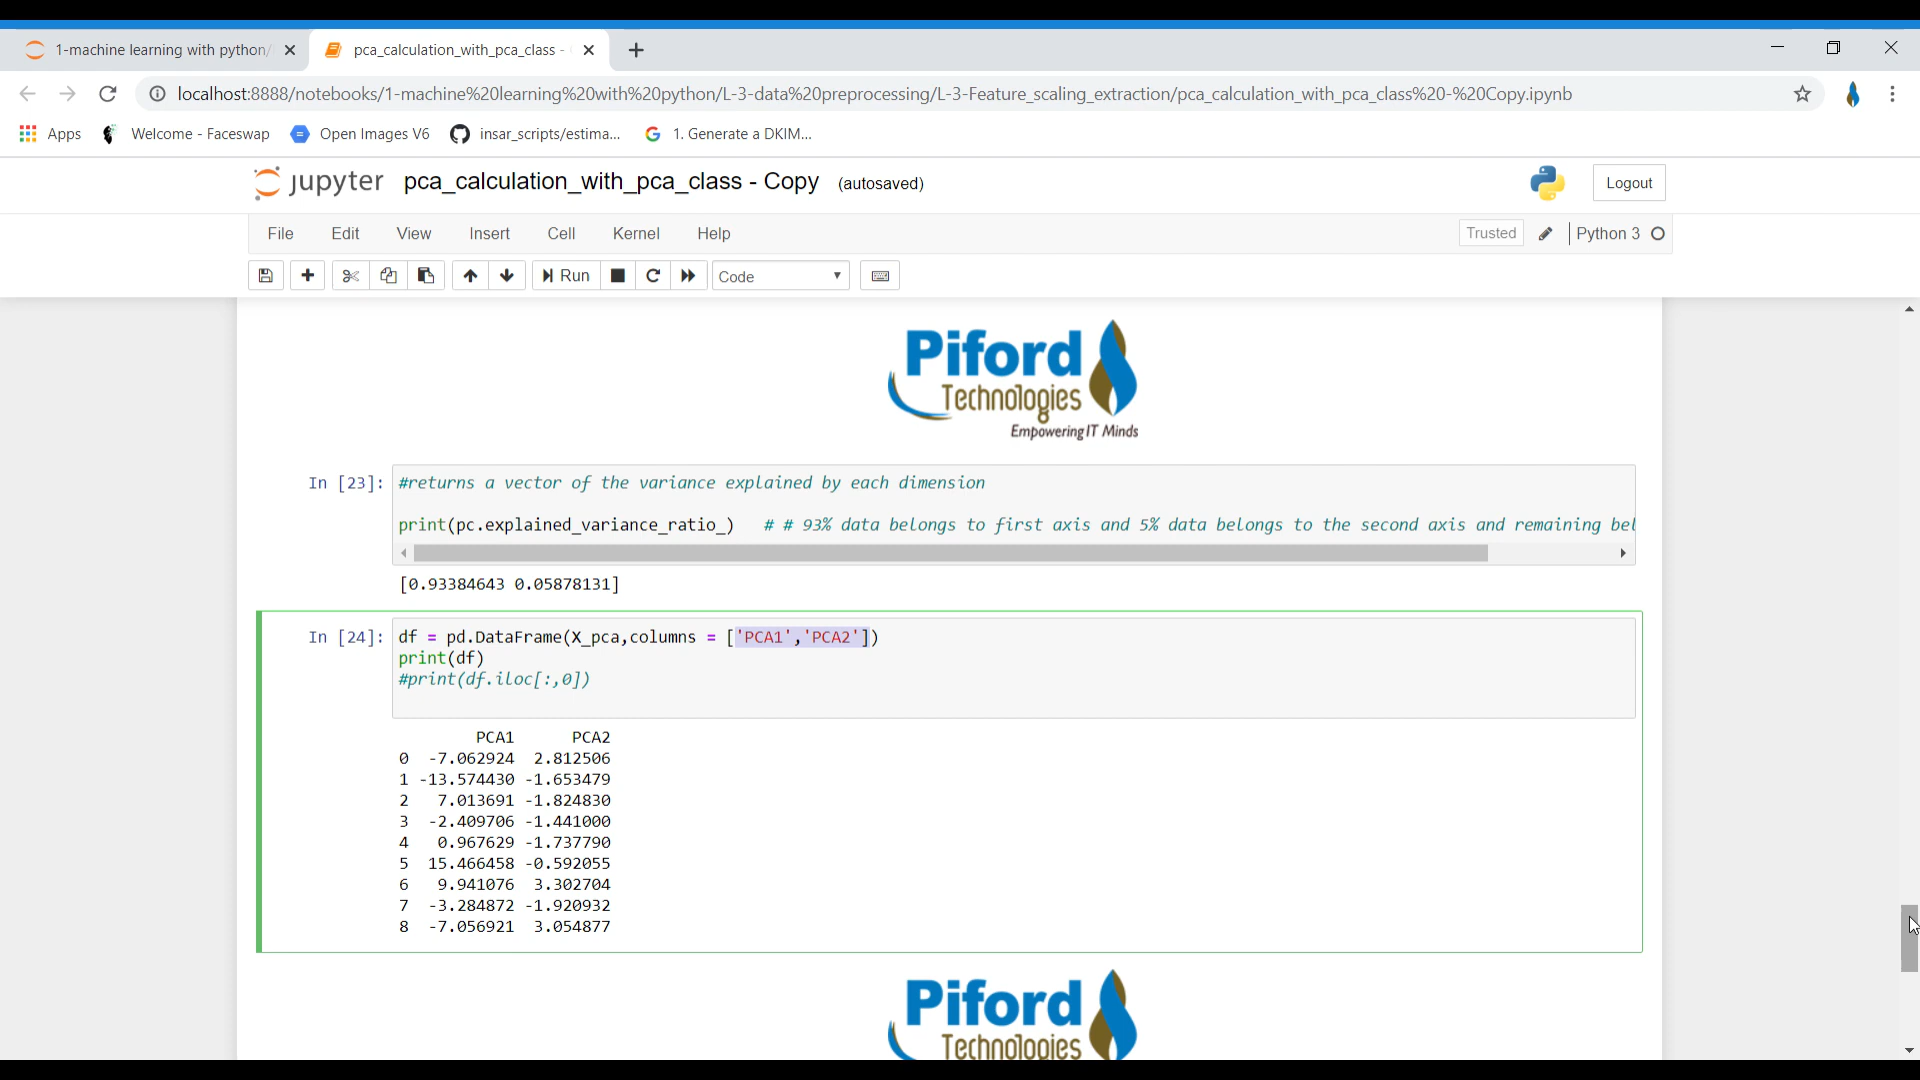 1-machine learning with python/
pca_calculation_with_pca_class -
localhost:8888/notebooks/1-machine%20learning%20with%20python/L-3-data%20preprocessing/L-3-Feature_scaling_extraction/pca_calculation_with_pca_class%20-%20Copy.ipynb
Apps Welcome - Faceswap Open Images V6 insar_scripts/estima... 1. Generate a DKIM...
jupyter pca_calculation_with_pca_class - Copy (autosaved) Logout
File Edit View Insert Cell Kernel Help Trusted Python 3
Run Code
Piford
Technologies
Empowering IT Minds
In [23]: #returns a vector of the variance explained by each dimension
print(pc.explained_variance_ratio_) # # 93% data belongs to first axis and 5% data belongs to the second axis and remaining bel
[0.93384643 0.05878131]
In [24]: df = pd.DataFrame(X_pca,columns = ['PCA1','PCA2'])
print(df)
#print(df.iloc[:,0])
PCA1 PCA2
0 -7.062924 2.812506
1 -13.574430 -1.653479
2 7.013691 -1.824830
3 -2.409706 -1.441000
4 0.967629 -1.737790
5 15.466458 -0.592055
6 9.941076 3.302704
7 -3.284872 -1.920932
8 -7.056921 3.054877
Piford
Technologies